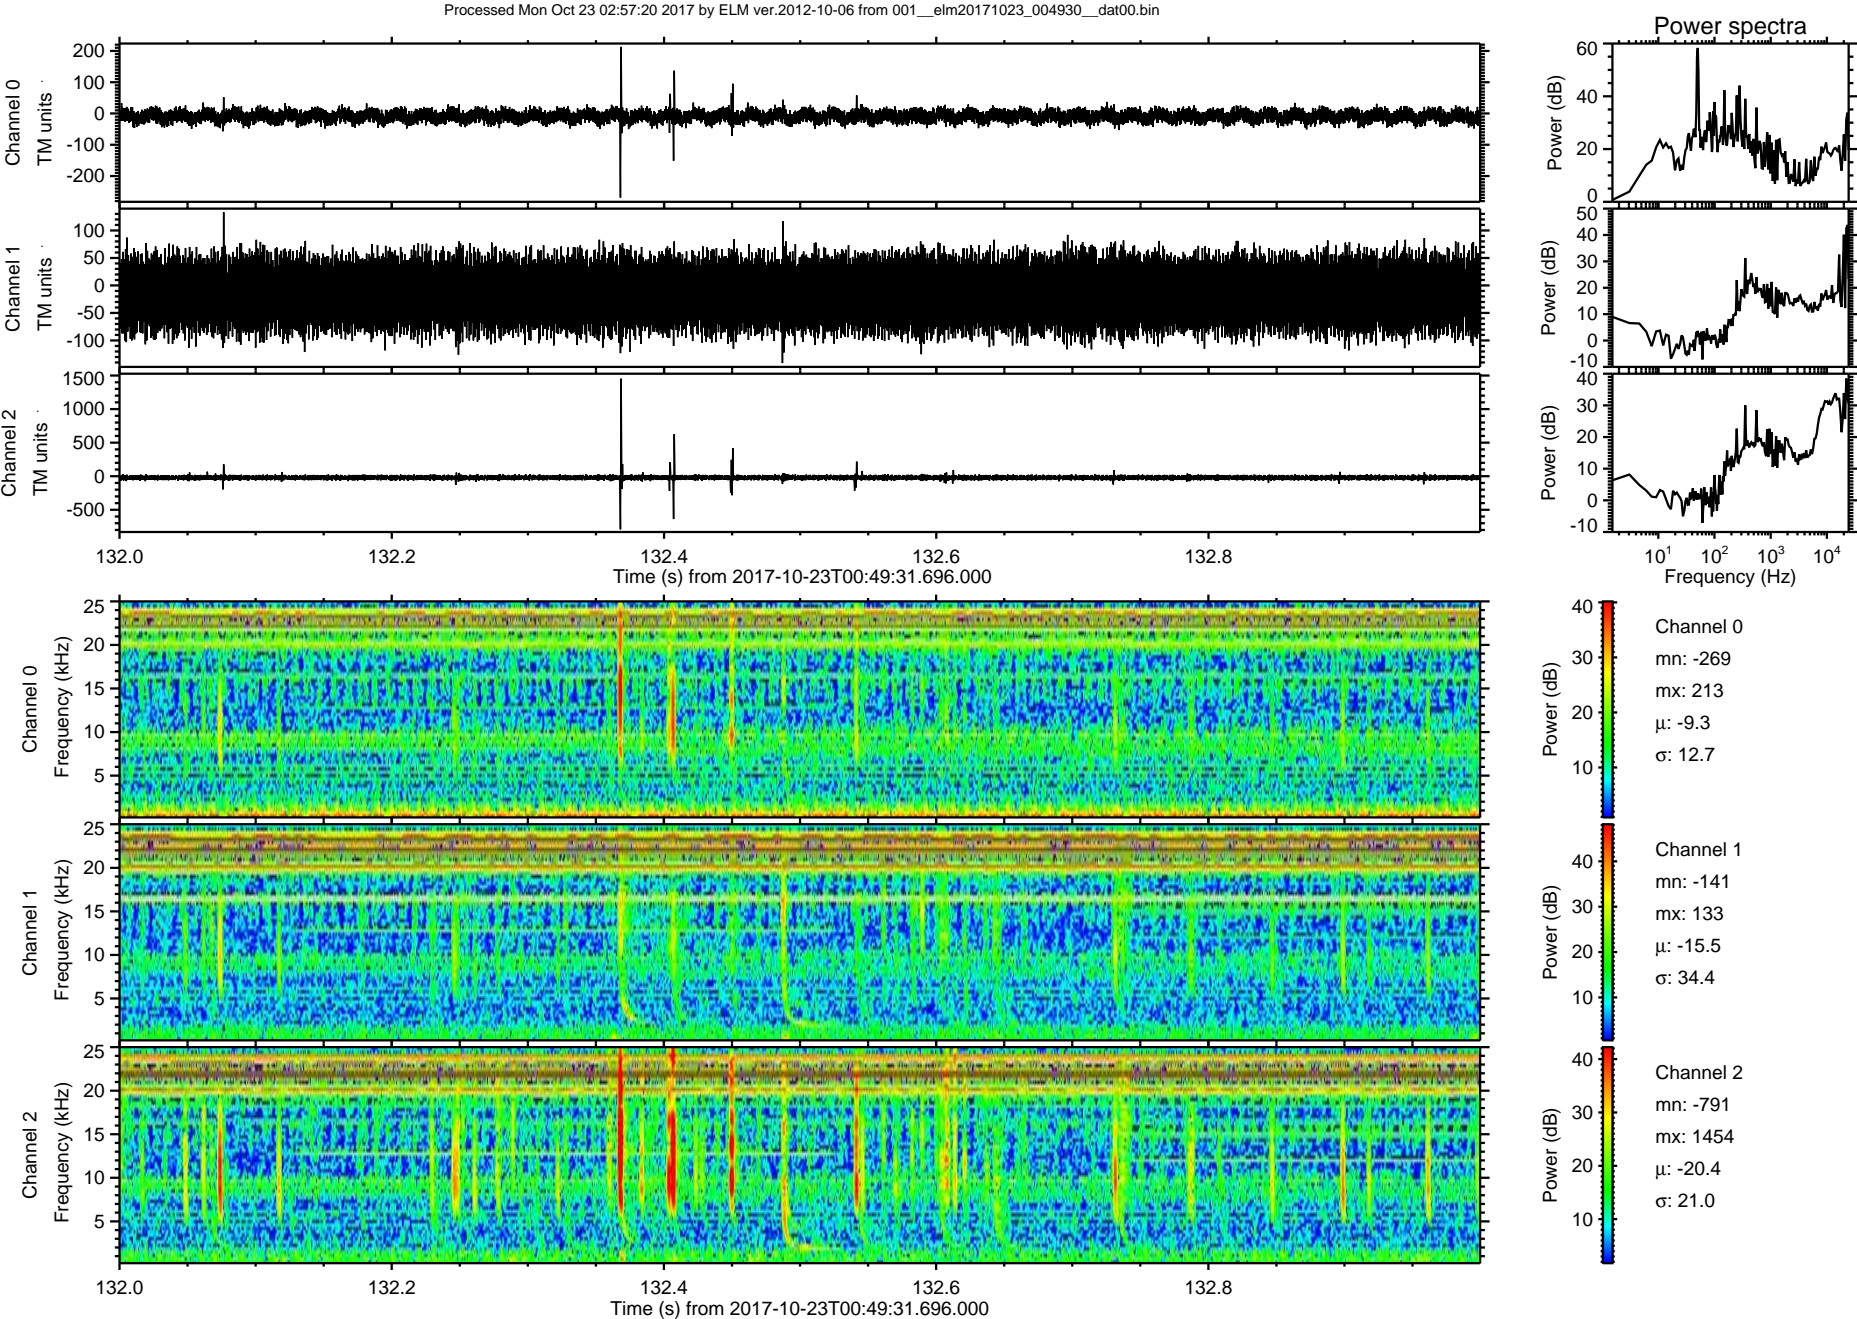 Processed Mon Oct 23 02:57:20 2017 by ELM ver.2012-10-06 from 001__elm20171023_004930__dat00.bin
Power spectra
Channel 0
TM units
200
100
0
-100
-200
Power (dB)
60
40
20
0
Channel 1
TM units
100
50
0
-50
-100
Power (dB)
50
40
30
20
10
0
-10
Channel 2
TM units
1500
1000
500
0
-500
Power (dB)
40
30
20
10
0
-10
132.0 132.2 132.4 132.6 132.8
Time (s) from 2017-10-23T00:49:31.696.000
10^1 10^2 10^3 10^4
Frequency (Hz)
Channel 0
Frequency (kHz)
25
20
15
10
5
Power (dB)
40
30
20
10
Channel 0
mn: -269
mx: 213
μ: -9.3
σ: 12.7
Channel 1
Frequency (kHz)
25
20
15
10
5
Power (dB)
40
30
20
10
Channel 1
mn: -141
mx: 133
μ: -15.5
σ: 34.4
Channel 2
Frequency (kHz)
25
20
15
10
5
Power (dB)
40
30
20
10
Channel 2
mn: -791
mx: 1454
μ: -20.4
σ: 21.0
132.0 132.2 132.4 132.6 132.8
Time (s) from 2017-10-23T00:49:31.696.000